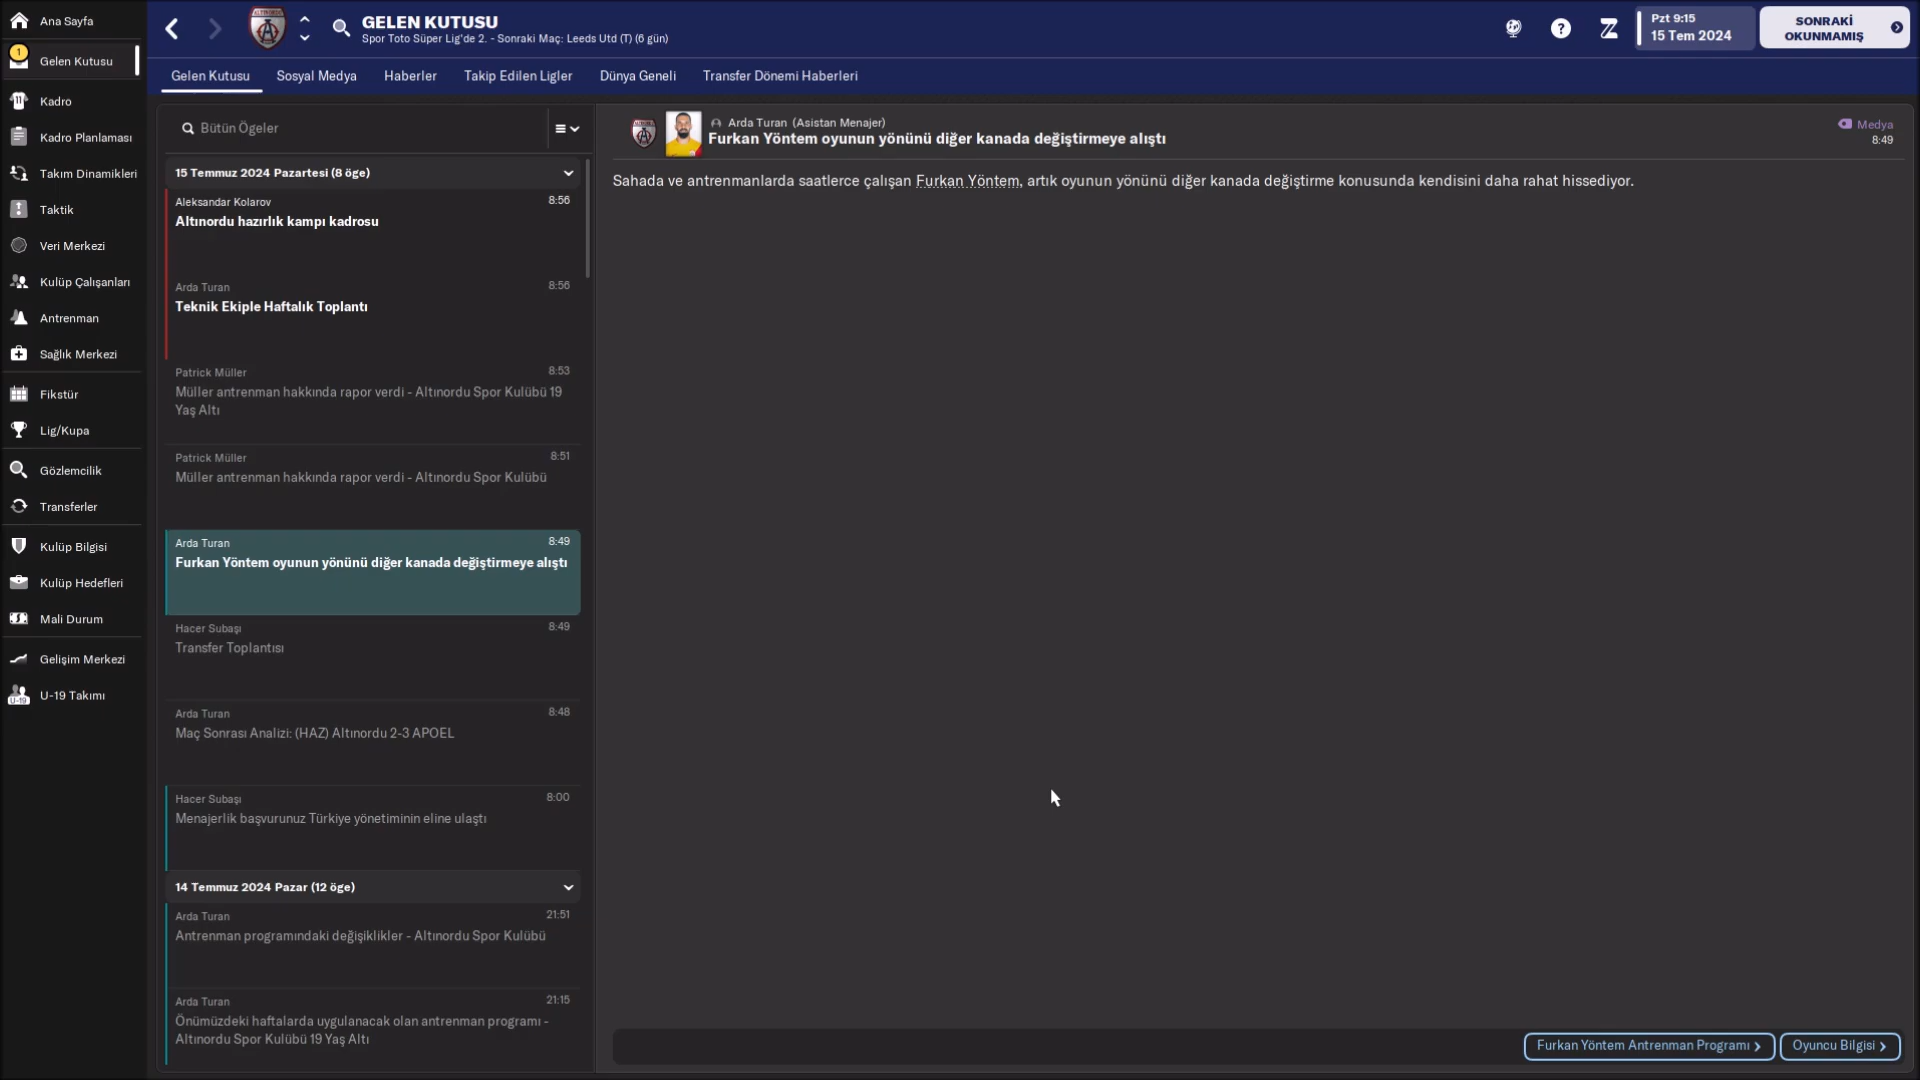 Ana Sayfa
1
Gelen Kutusu
Kadro
Kadro Planlaması
Takım Dinamikleri
Taktik
Veri Merkezi
Kulüp Çalışanları
Antrenman
Sağlık Merkezi
Fikstür
Lig/Kupa
Gözlemcilik
Transferler
Kulüp Bilgisi
Kulüp Hedefleri
Mali Durum
Gelişim Merkezi
U-19 Takımı
GELEN KUTUSU
Spor Toto Süper Lig'de 2. - Sonraki Maç: Leeds Utd (T) (6 gün)
Pzt 9:15
15 Tem 2024
SONRAKİ
OKUNMAMIŞ
Gelen Kutusu Sosyal Medya Haberler Takip Edilen Ligler Dünya Geneli Transfer Dönemi Haberleri
Bütün Ögeler
15 Temmuz 2024 Pazartesi (8 öge)
Aleksandar Kolarov 8:56
Altınordu hazırlık kampı kadrosu
Arda Turan 8:56
Teknik Ekiple Haftalık Toplantı
Patrick Müller 8:53
Müller antrenman hakkında rapor verdi - Altınordu Spor Kulübü 19
Yaş Altı
Patrick Müller 8:51
Müller antrenman hakkında rapor verdi - Altınordu Spor Kulübü
Arda Turan 8:49
Furkan Yöntem oyunun yönünü diğer kanada değiştirmeye alıştı
Hacer Subaşı 8:49
Transfer Toplantısı
Arda Turan 8:48
Maç Sonrası Analizi: (HAZ) Altınordu 2-3 APOEL
Hacer Subaşı 8:00
Menajerlik başvurunuz Türkiye yönetiminin eline ulaştı
14 Temmuz 2024 Pazar (12 öge)
Arda Turan 21:51
Antrenman programındaki değişiklikler - Altınordu Spor Kulübü
Arda Turan 21:15
Önümüzdeki haftalarda uygulanacak olan antrenman programı -
Altınordu Spor Kulübü 19 Yaş Altı
Arda Turan (Asistan Menajer)
Furkan Yöntem oyunun yönünü diğer kanada değiştirmeye alıştı
Medya
8:49
Sahada ve antrenmanlarda saatlerce çalışan Furkan Yöntem, artık oyunun yönünü diğer kanada değiştirme konusunda kendisini daha rahat hissediyor.
Furkan Yöntem Antrenman Programı
Oyuncu Bilgisi